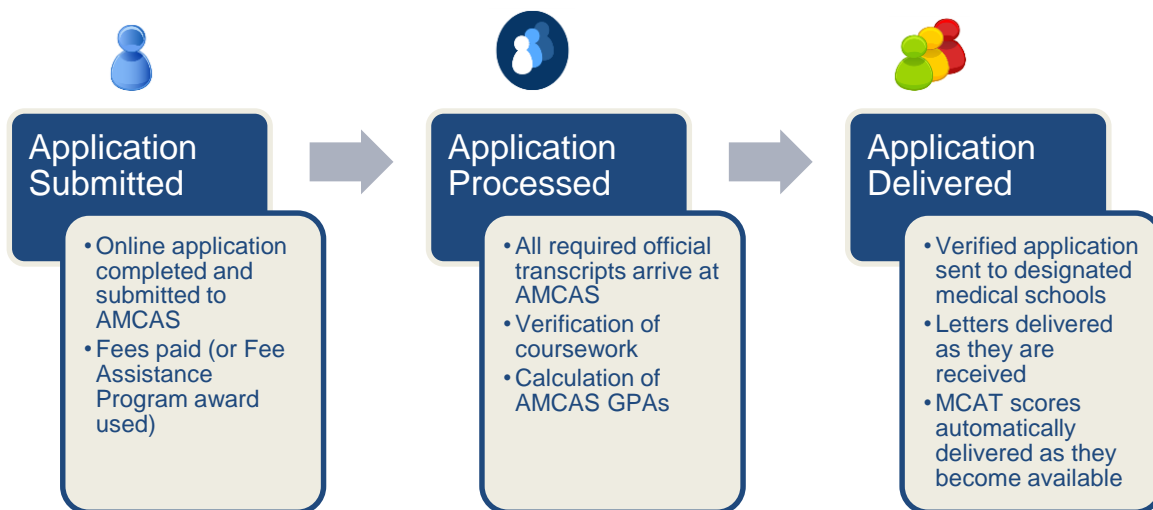 Application
Submitted
• Online application
completed and
submitted to
AMCAS
• Fees paid (or Fee
Assistance
Program award
used)
Application
Processed
• All required official
transcripts arrive at
AMCAS
• Verification of
coursework
• Calculation of
AMCAS GPAs
Application
Delivered
• Verified application
sent to designated
medical schools
• Letters delivered
as they are
received
• MCAT scores
automatically
delivered as they
become available